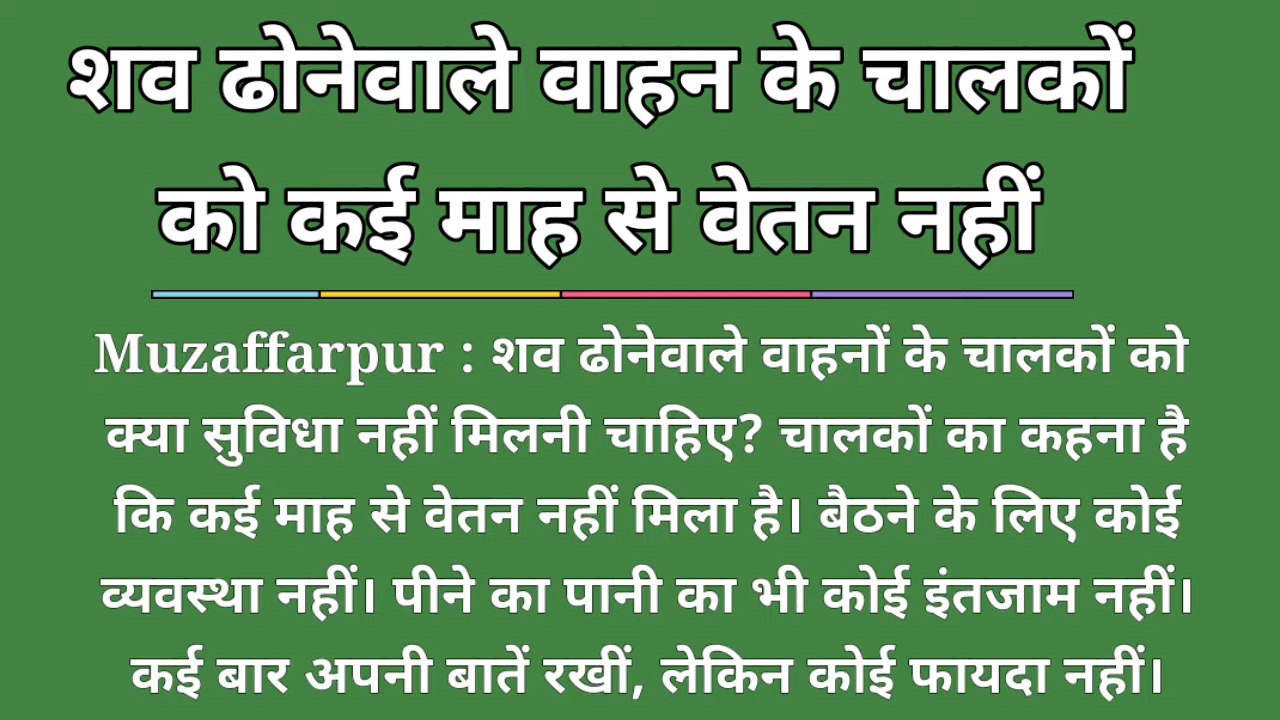 शव ढोनेवाले वाहन के चालकों
को कई माह से वेतन नहीं
Muzaffarpur : शव ढोनेवाले वाहनों के चालकों को
क्या सुविधा नहीं मिलनी चाहिए? चालकों का कहना है
कि कई माह से वेतन नहीं मिला है। बैठने के लिए कोई
व्यवस्था नहीं। पीने का पानी का भी कोई इंतजाम नहीं।
कई बार अपनी बातें रखीं, लेकिन कोई फायदा नहीं।